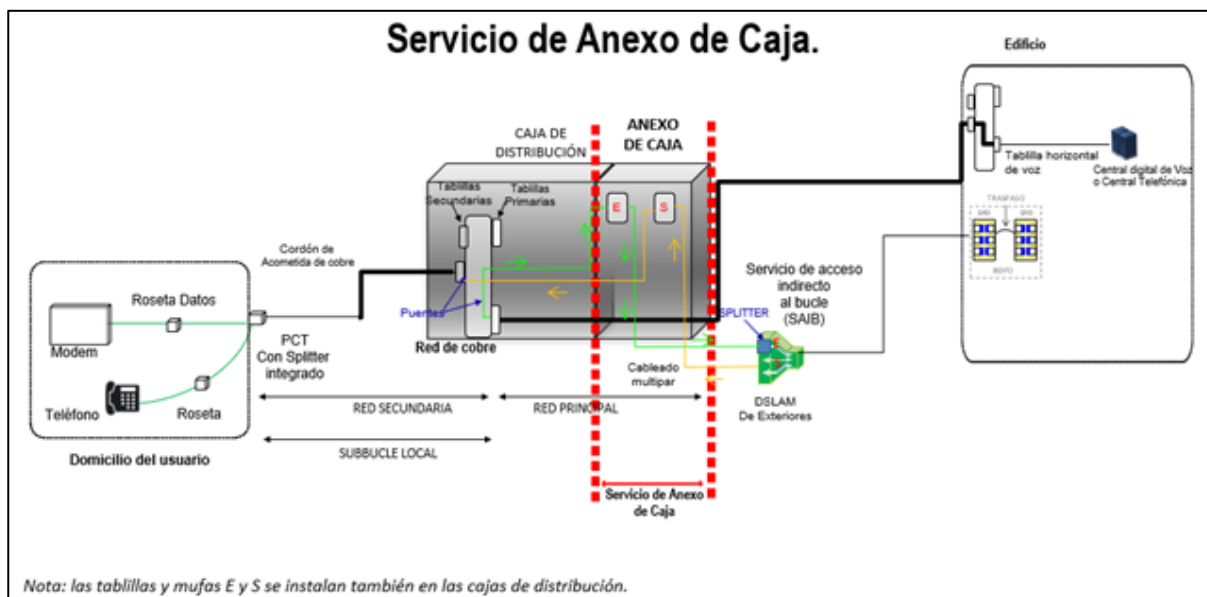 Servicio de Anexo de Caja.
Edificio
CAJA DE
DISTRIBUCIÓN
ANEXO
DE CAJA
Tablillas
Secundarias
Tablillas
Primarias
E
S
Tablilla horizontal
de voz
Central digital de Voz
o Central Telefónica
TRASPASO
BDFO
Cordón de
Acometida de cobre
Servicio de acceso
indirecto
al bucle
(SAIB)
Roseta Datos
Modem
PCT
Con Splitter
integrado
Puentes
Red de cobre
SPLITTER
E
S
Cableado
multipar
DSLAM
De Exteriores
Teléfono
Roseta
RED SECUNDARIA
RED PRINCIPAL
Domicilio del usuario
SUBBUCLE LOCAL
Servicio de Anexo
de Caja
Nota: las tablillas y mufas E y S se instalan también en las cajas de distribución.